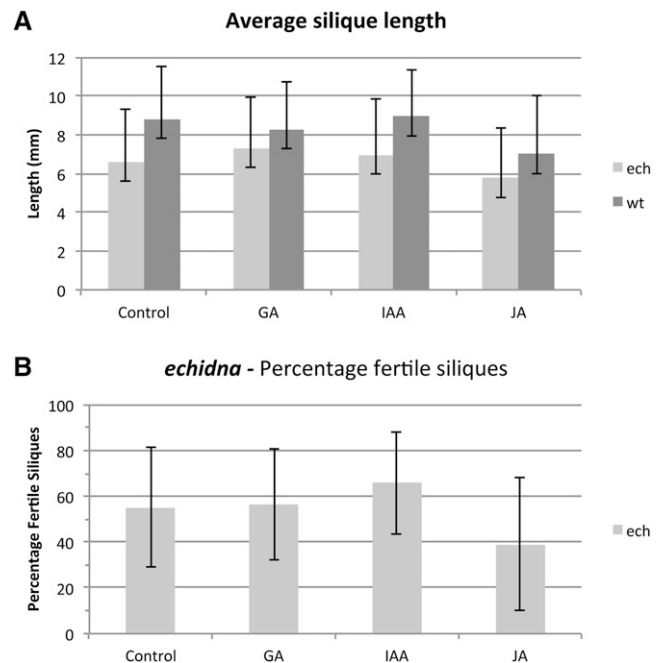 A
Average silique length
Length (mm)
12
10
8
6
4
2
0
Control GA IAA JA
ech
wt
B
echidna - Percentage fertile siliques
Percentage Fertile Siliques
100
80
60
40
20
0
Control GA IAA JA
ech